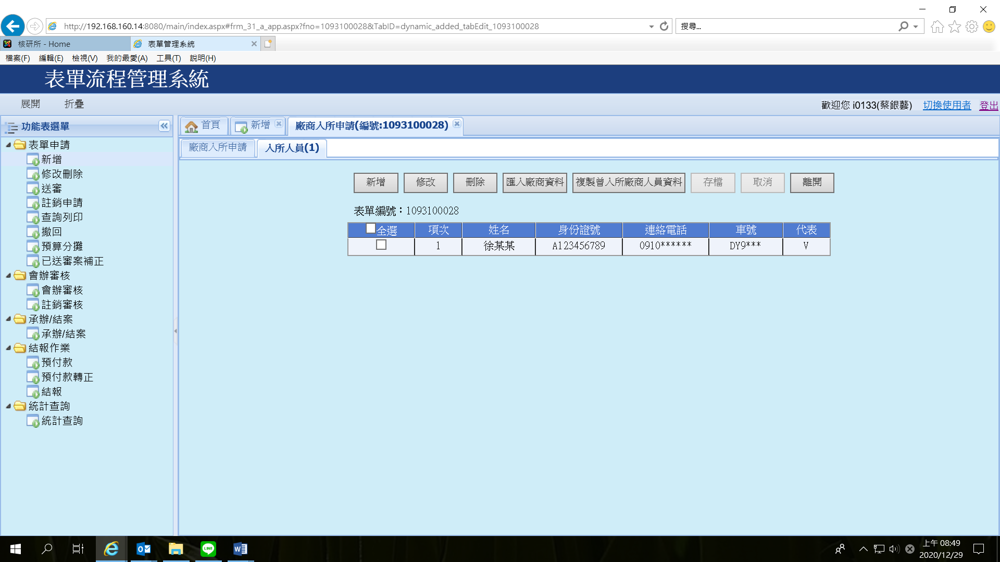 http://192.168.160.14:8080/main/index.aspx#frm_31_a_app.aspx?fno=1093100028&TabID=dynamic_added_tabEdit_1093100028
搜尋...
核研所 - Home
表單管理系統
檔案(F) 編輯(E) 檢視(V) 我的最愛(A) 工具(T) 說明(H)
表單流程管理系統
展開 折疊
歡迎您 i0133(蔡銀藝) 切換使用者 登出
功能表選單
表單申請
新增
修改刪除
送審
註銷申請
查詢列印
撤回
預算分攤
已送審案補正
會辦審核
會辦審核
註銷審核
承辦/結案
承辦/結案
結報作業
預付款
預付款轉正
結報
統計查詢
統計查詢
首頁 新增 廠商入所申請(編號:1093100028)
廠商入所申請 入所人員(1)
新增 修改 刪除 匯入廠商資料 複製曾入所廠商人員資料 存檔 取消 離開
表單編號：1093100028
全選 項次 姓名 身份證號 連絡電話 車號 代表
1 徐某某 A123456789 0910****** DY9*** V
LINE
上午 08:49
2020/12/29